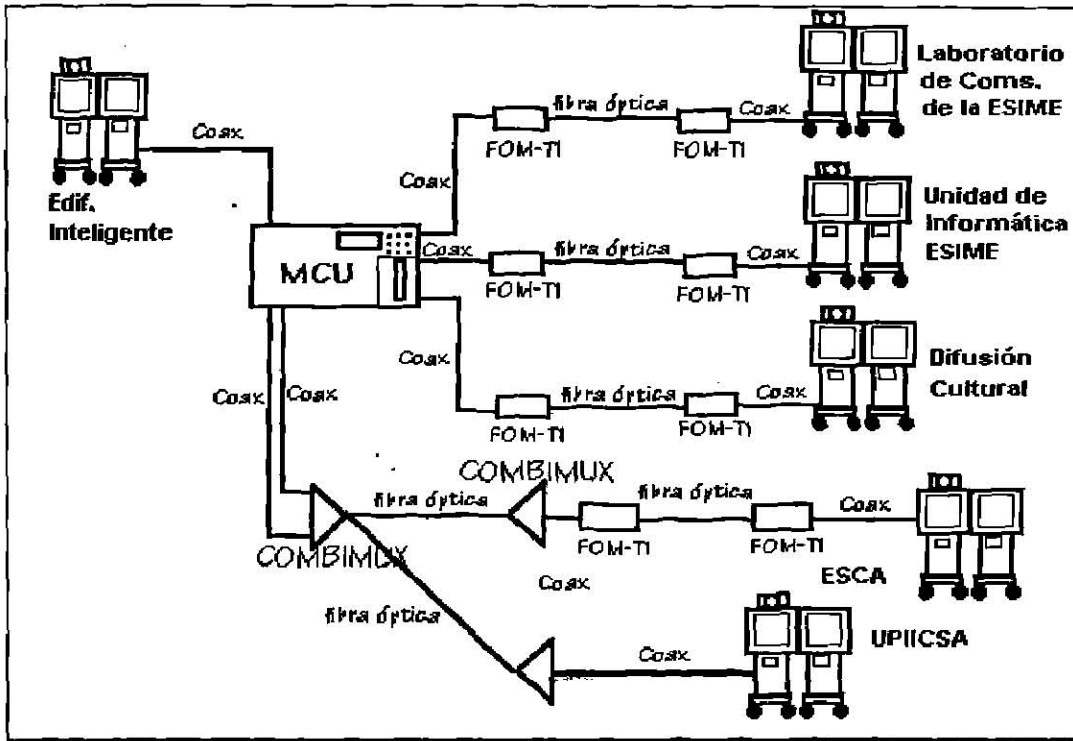 Laboratorio
de Coms.
de la ESIME
fibra óptica
Coax
FOM-T1
FOM-T1
Coax
Edif.
Inteligente
Coax
Unidad de
Informática
ESIME
fibra óptica
Coax
Coax
MCU
FOM-T1
FOM-T1
Difusión
Cultural
Coax
fibra óptica
Coax
FOM-T1
FOM-T1
Coax
Coax
COMBIMUX
fibra óptica
fibra óptica
Coax
FOM-T1
FOM-T1
COMBIMUX
Coax
ESCA
fibra óptica
UPIICSA
Coax